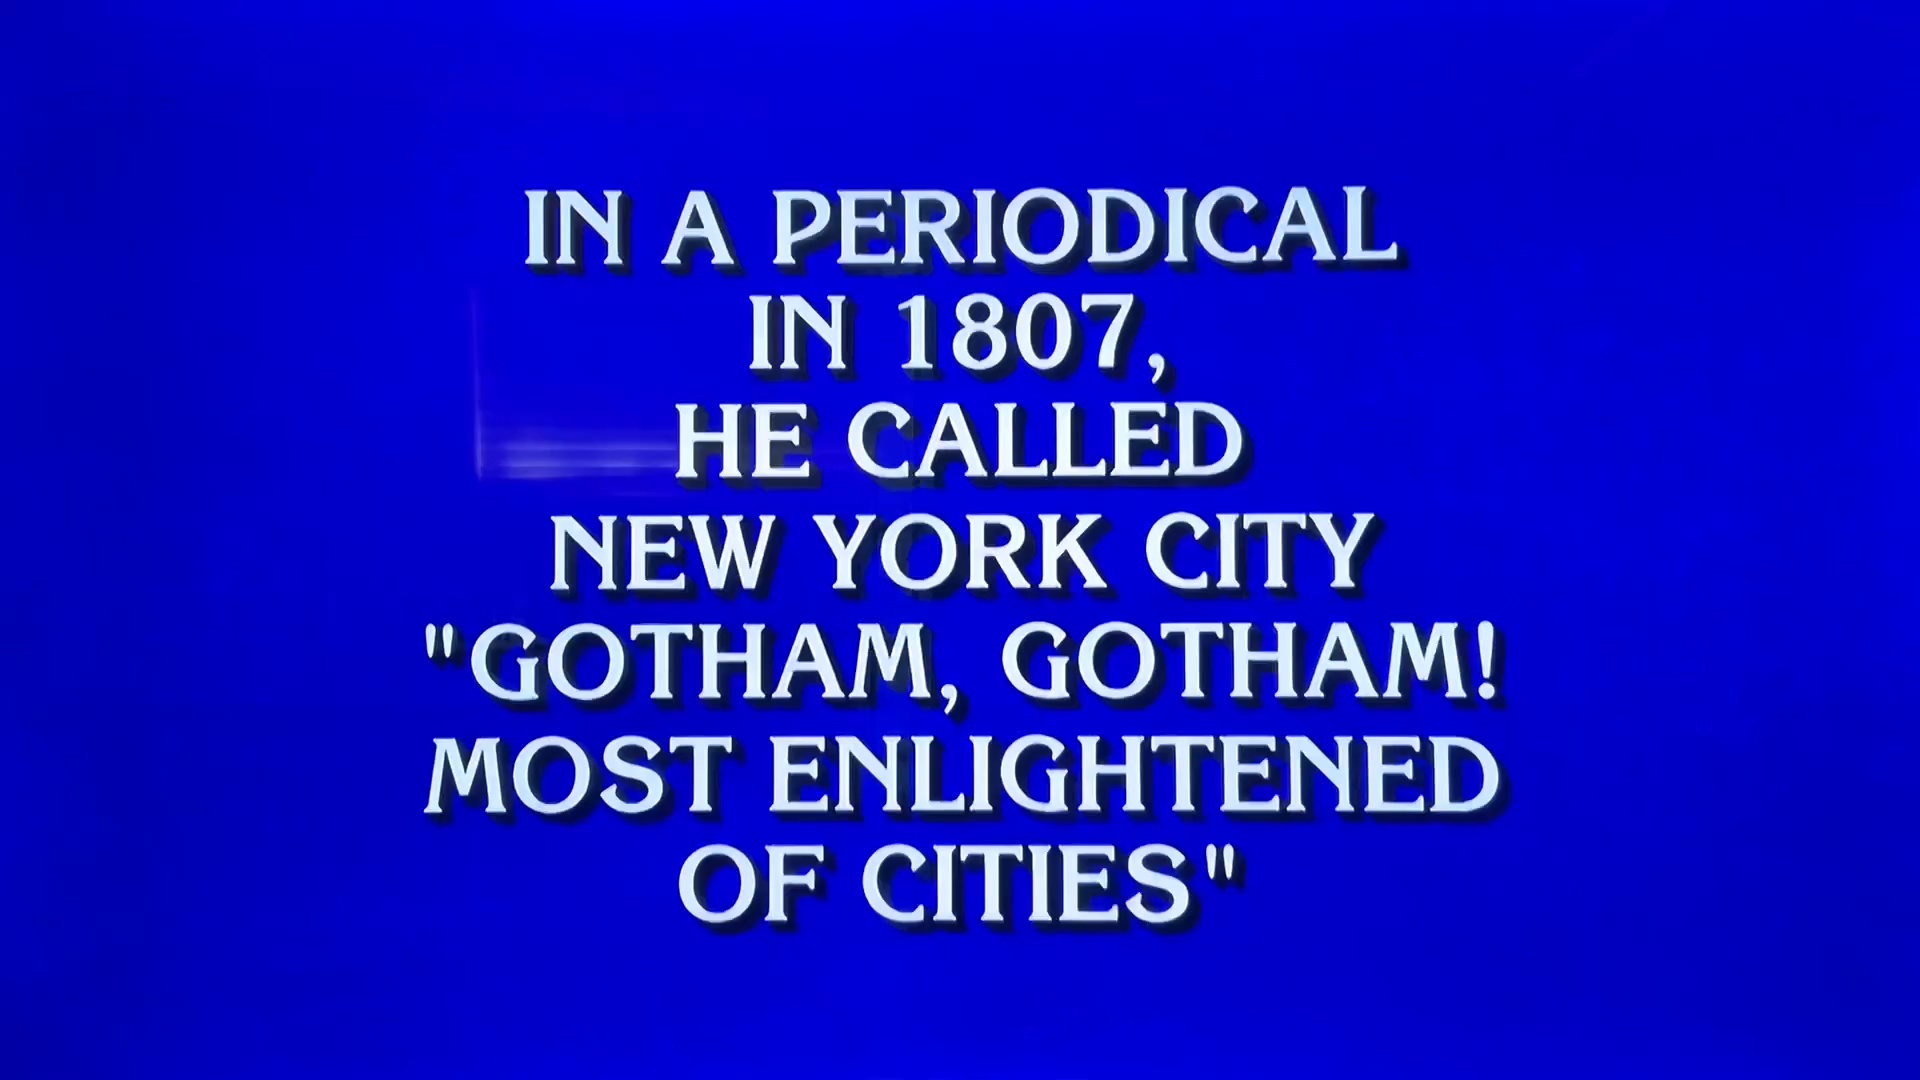 IN A PERIODICAL
IN 1807,
HE CALLED
NEW YORK CITY
"GOTHAM, GOTHAM!
MOST ENLIGHTENED
OF CITIES"